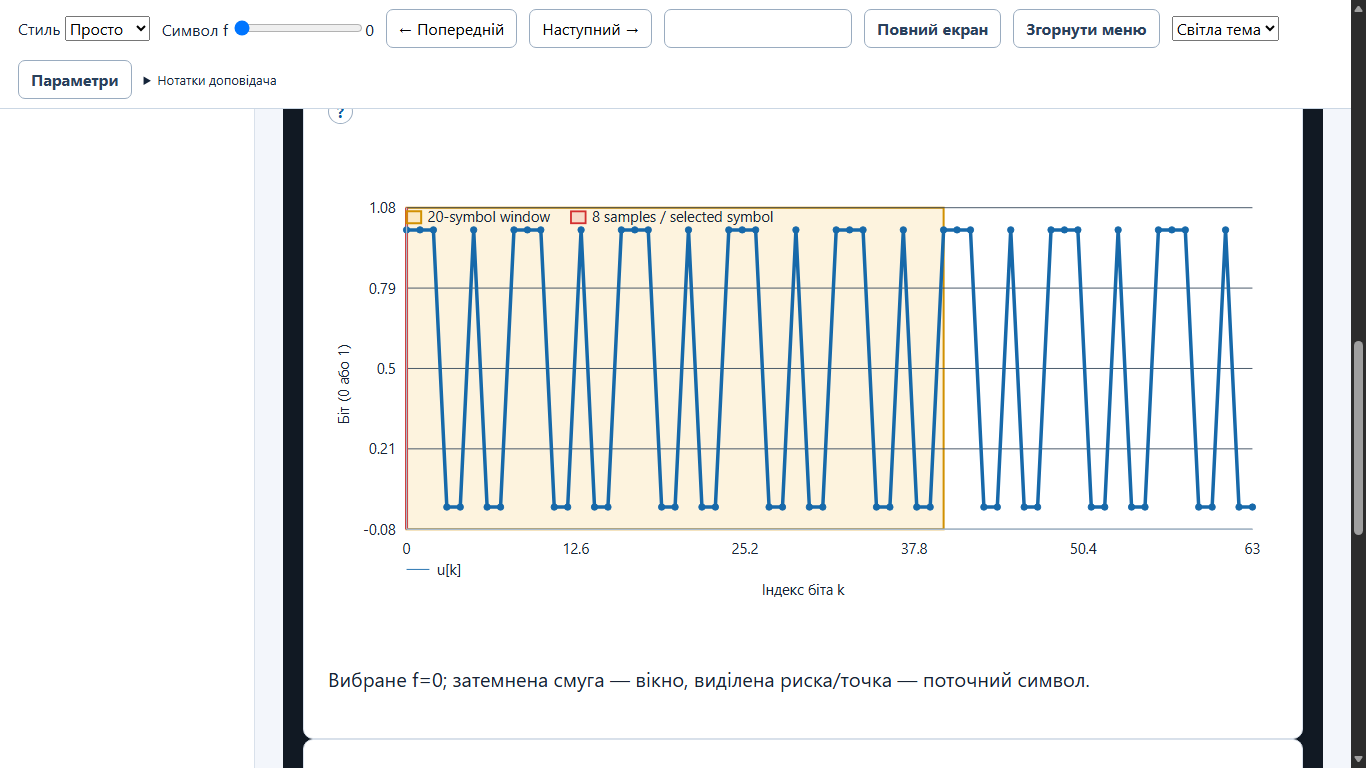 Стиль Просто Символ f 0 ← Попередній Наступний → Повний екран Згорнути меню Світла тема
Параметри ▶ Нотатки доповідача
?
1.08
20-symbol window 8 samples / selected symbol
0.79
0.5
0.21
-0.08
Біт (0 або 1)
0 12.6 25.2 37.8 50.4 63
u[k]
Індекс біта k
Вибране f=0; затемнена смуга — вікно, виділена риска/точка — поточний символ.